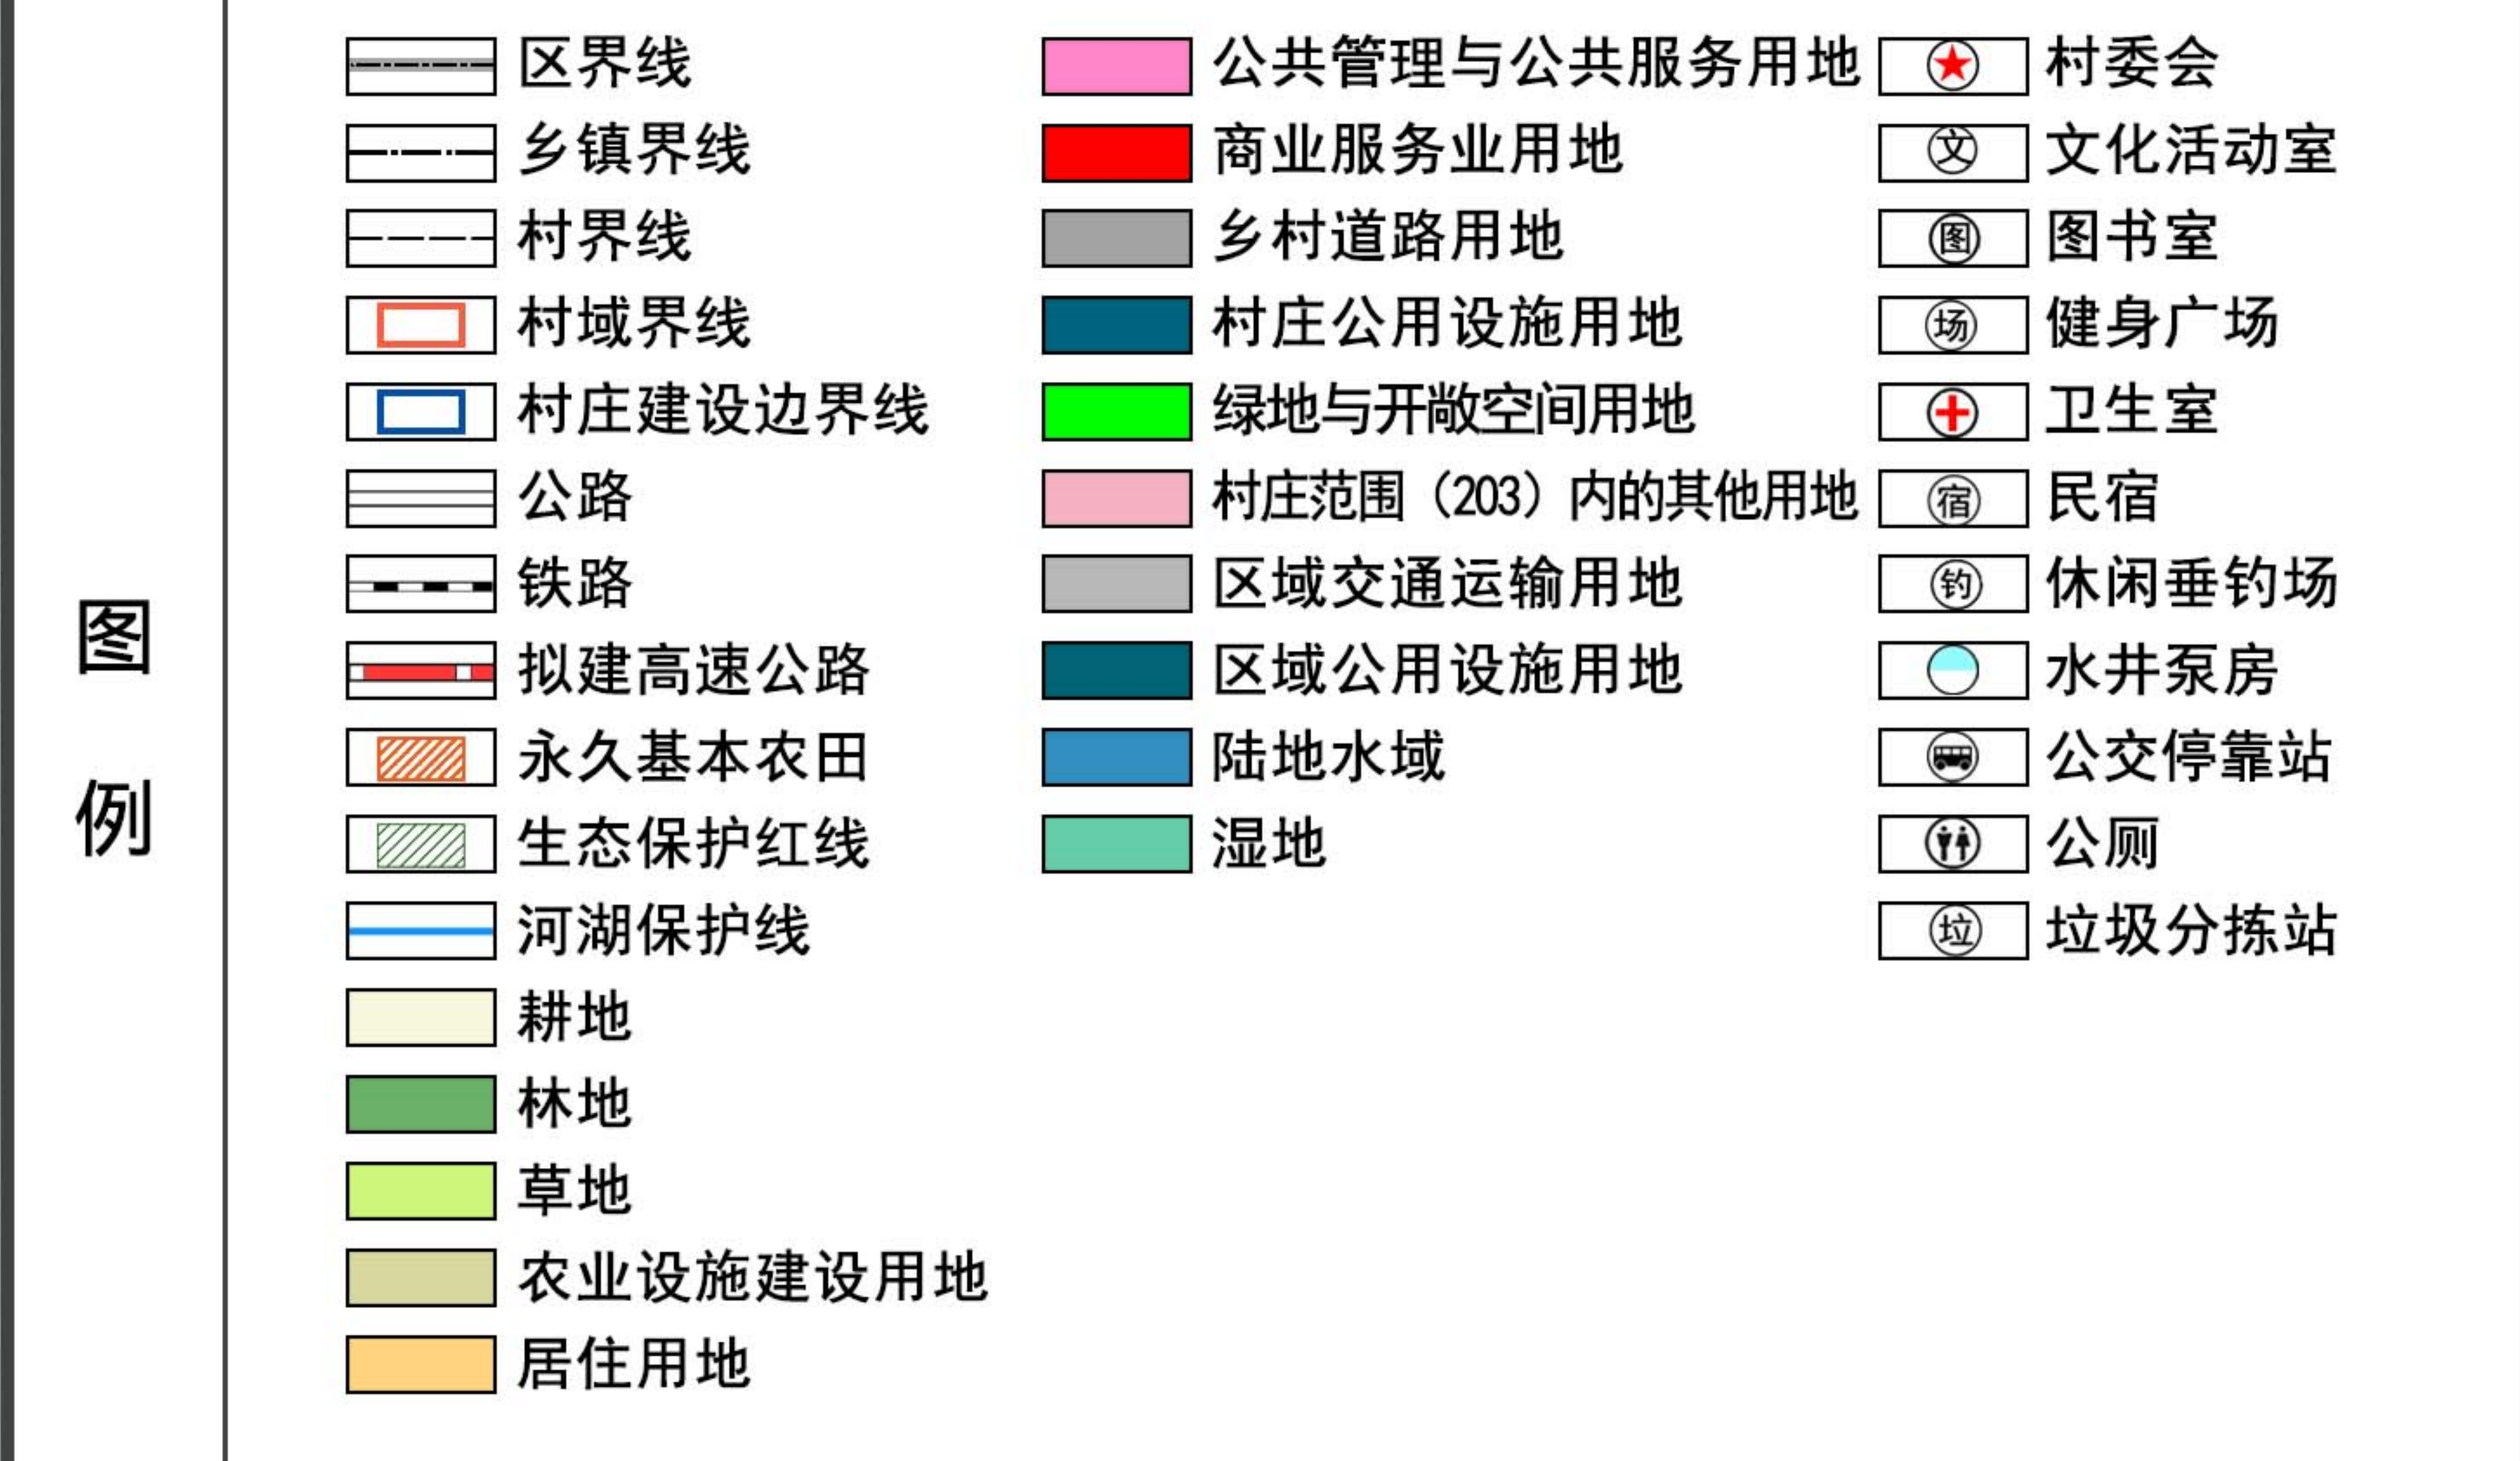 图例
区界线
乡镇界线
村界线
村域界线
村庄建设边界线
公路
铁路
拟建高速公路
永久基本农田
生态保护红线
河湖保护线
耕地
林地
草地
农业设施建设用地
居住用地
公共管理与公共服务用地
商业服务业用地
乡村道路用地
村庄公用设施用地
绿地与开敞空间用地
村庄范围（203）内的其他用地
区域交通运输用地
区域公用设施用地
陆地水域
湿地
村委会
文 文化活动室
图 图书室
场 健身广场
卫生室
宿 民宿
钓 休闲垂钓场
水井泵房
公交停靠站
公厕
垃 垃圾分拣站